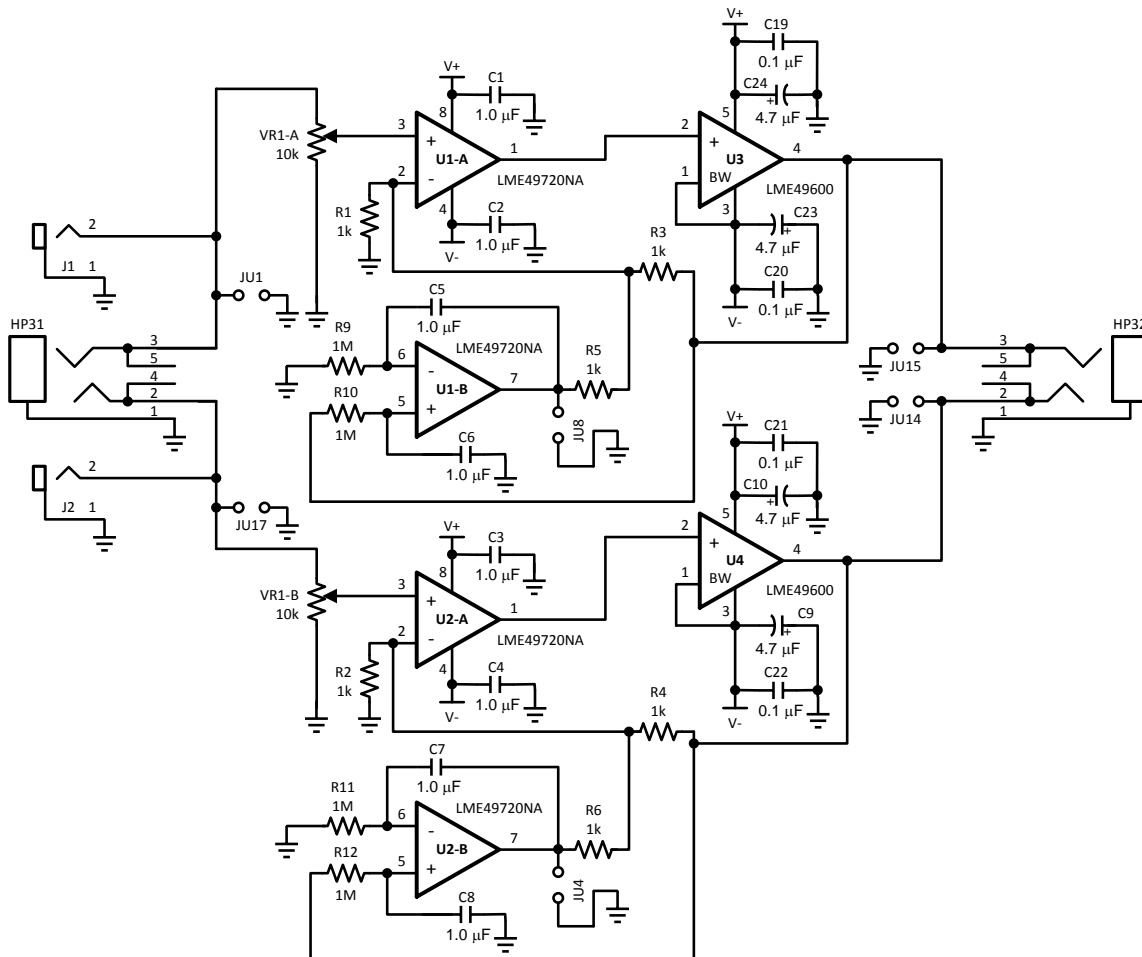 V+
C19
0.1 µF
C24
+
4.7 µF
5
V+
C1
1.0 µF
8
VR1-A
10k
3
+
U1-A
1
LME49720NA
2
-
4
C2
1.0 µF
V-
R1
1k
2
+
U3
4
1
BW
LME49600
3
C23
+
4.7 µF
C20
0.1 µF
V-
R3
1k
2
J1 1
JU1
HP31
3
5
4
2
1
C5
1.0 µF
R9
1M
LME49720NA
6
-
U1-B
7
R5
1k
R10
1M
5
+
C6
1.0 µF
JU8
JU15
JU14
3
5
4
2
1
HP32
2
J2 1
JU17
V+
C21
0.1 µF
C10
+
4.7 µF
5
V+
C3
1.0 µF
8
VR1-B
10k
3
+
U2-A
1
LME49720NA
2
-
4
C4
1.0 µF
V-
R2
1k
2
+
U4
4
1
BW
LME49600
3
C9
+
4.7 µF
C22
0.1 µF
V-
R4
1k
C7
1.0 µF
R11
1M
LME49720NA
6
-
U2-B
7
R6
1k
R12
1M
5
+
C8
1.0 µF
JU4